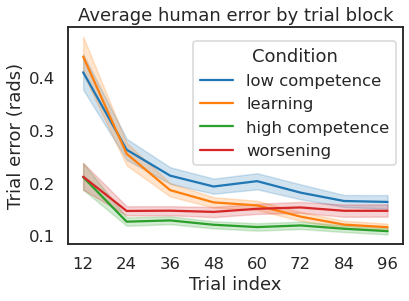 Average human error by trial block
Trial error (rads)
0.4
0.3
0.2
0.1
Condition
low competence
learning
high competence
worsening
12 24 36 48 60 72 84 96
Trial index